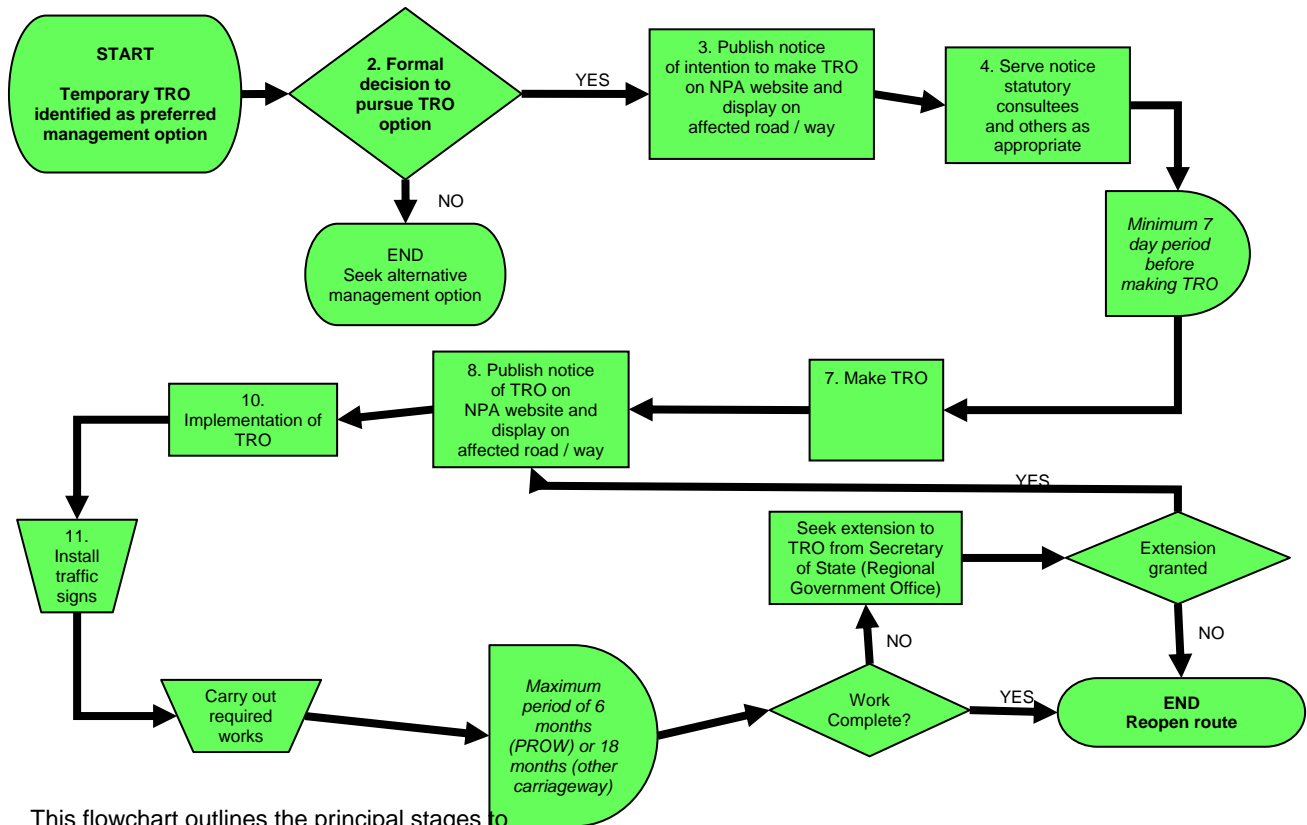 START
Temporary TRO
identified as preferred
management option
2. Formal
decision to
pursue TRO
option
YES
3. Publish notice
of intention to make TRO
on NPA website and
display on
affected road / way
4. Serve notice
statutory
consultees
and others as
appropriate
NO
END
Seek alternative
management option
Minimum 7
day period
before
making TRO
7. Make TRO
8. Publish notice
of TRO on
NPA website and
display on
affected road / way
10.
Implementation of
TRO
11.
Install
traffic
signs
Carry out
required
works
Maximum
period of 6
months
(PROW) or 18
months (other
carriageway)
Work
Complete?
NO
Seek extension to
TRO from Secretary
of State (Regional
Government Office)
Extension
granted
YES
NO
YES
END
Reopen route
This flowchart outlines the principal stages to